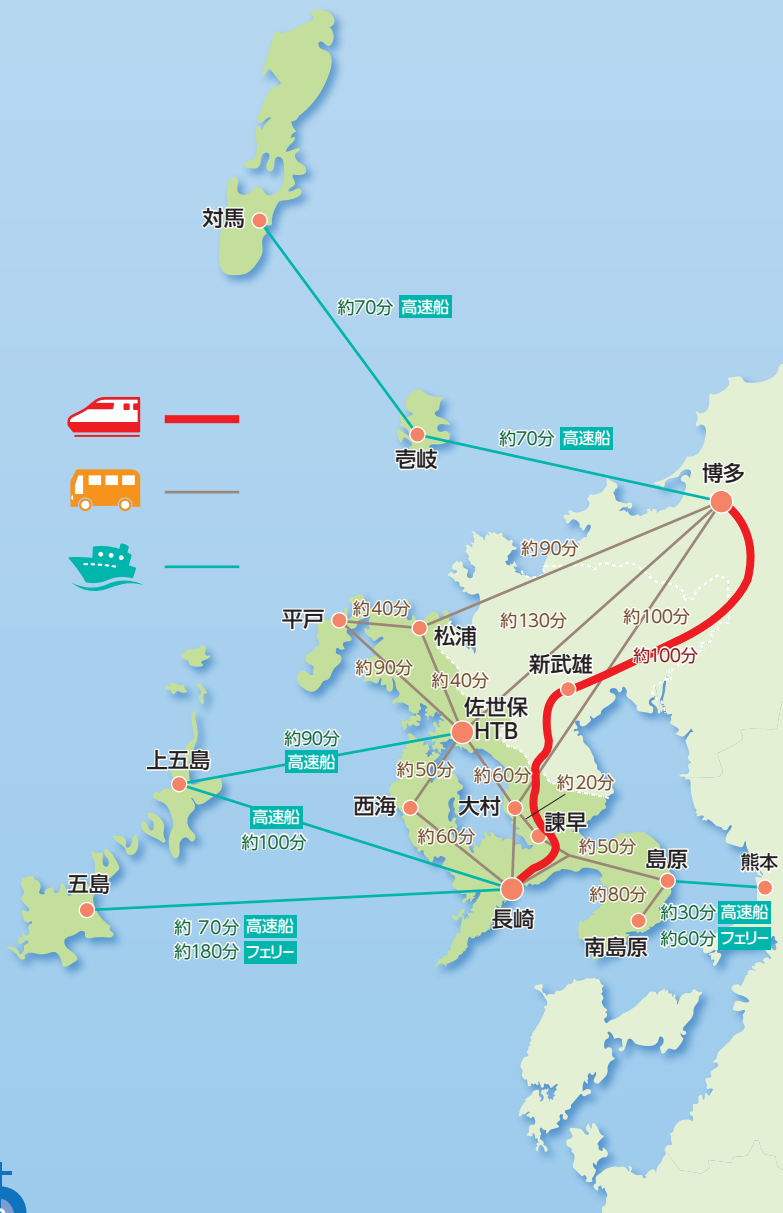 対馬
約70分 高速船
約70分 高速船
壱岐
博多
約90分
約40分
平戸
松浦
約130分
約100分
約100分
新武雄
約90分
約40分
佐世保
HTB
約90分
高速船
上五島
約50分
約60分
約20分
西海
大村
諫早
高速船
約100分
約60分
約50分
島原
熊本
五島
約80分
長崎
約30分 高速船
約 70分 高速船
約60分 フェリー
南島原
約180分 フェリー